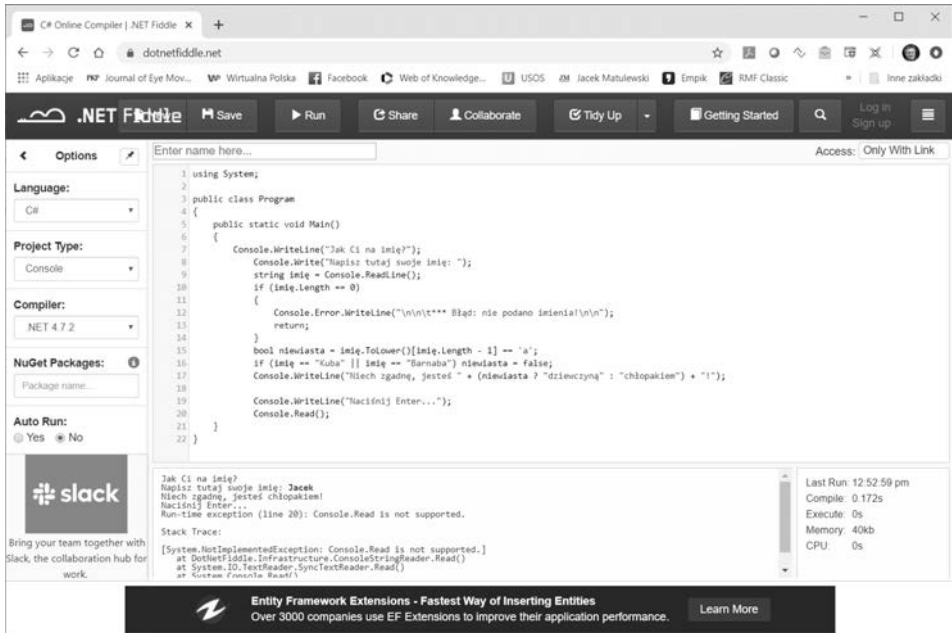 C# Online Compiler | .NET Fiddle
dotnetfiddle.net
Aplikacje Journal of Eye Mov... Wirtualna Polska Facebook Web of Knowledge... USOS Jacek Matulewski Empik RMF Classic » Inne zakładki
.NET Fiddle Save Run Share Collaborate Tidy Up Getting Started Log in
Sign up
Options
Enter name here...
Access: Only With Link
Language:
C#
Project Type:
Console
Compiler:
.NET 4.7.2
NuGet Packages:
Package name...
Auto Run:
Yes No
slack
Bring your team together with
Slack, the collaboration hub for
work.
1 using System;
2
3 public class Program
4 {
5 public static void Main()
6 {
7 Console.WriteLine("Jak Ci na imię?");
8 Console.Write("Napisz tutaj swoje imię: ");
9 string imię = Console.ReadLine();
10 if (imię.Length == 0)
11 {
12 Console.Error.WriteLine("\n\n\t*** Błąd: nie podano imienia!\n\n");
13 return;
14 }
15 bool niewiasta = imię.ToLower()[imię.Length - 1] == 'a';
16 if (imię == "Kuba" || imię == "Barnaba") niewiasta = false;
17 Console.WriteLine("Niech zgadnę, jesteś " + (niewiasta ? "dziewczyną" : "chłopakiem") + "!");
18
19 Console.WriteLine("Naciśnij Enter...");
20 Console.Read();
21 }
22 }
Jak Ci na imię?
Napisz tutaj swoje imię: Jacek
Niech zgadnę, jesteś chłopakiem!
Naciśnij Enter...
Run-time exception (line 20): Console.Read is not supported.
Stack Trace:
[System.NotImplementedException: Console.Read is not supported.]
at DotNetFiddle.Infrastructure.ConsoleStringReader.Read()
at System.IO.TextReader.SyncTextReader.Read()
at System.Console.Read()
Last Run: 12:52:59 pm
Compile: 0.172s
Execute: 0s
Memory: 40kb
CPU: 0s
Entity Framework Extensions - Fastest Way of Inserting Entities
Over 3000 companies use EF Extensions to improve their application performance.
Learn More